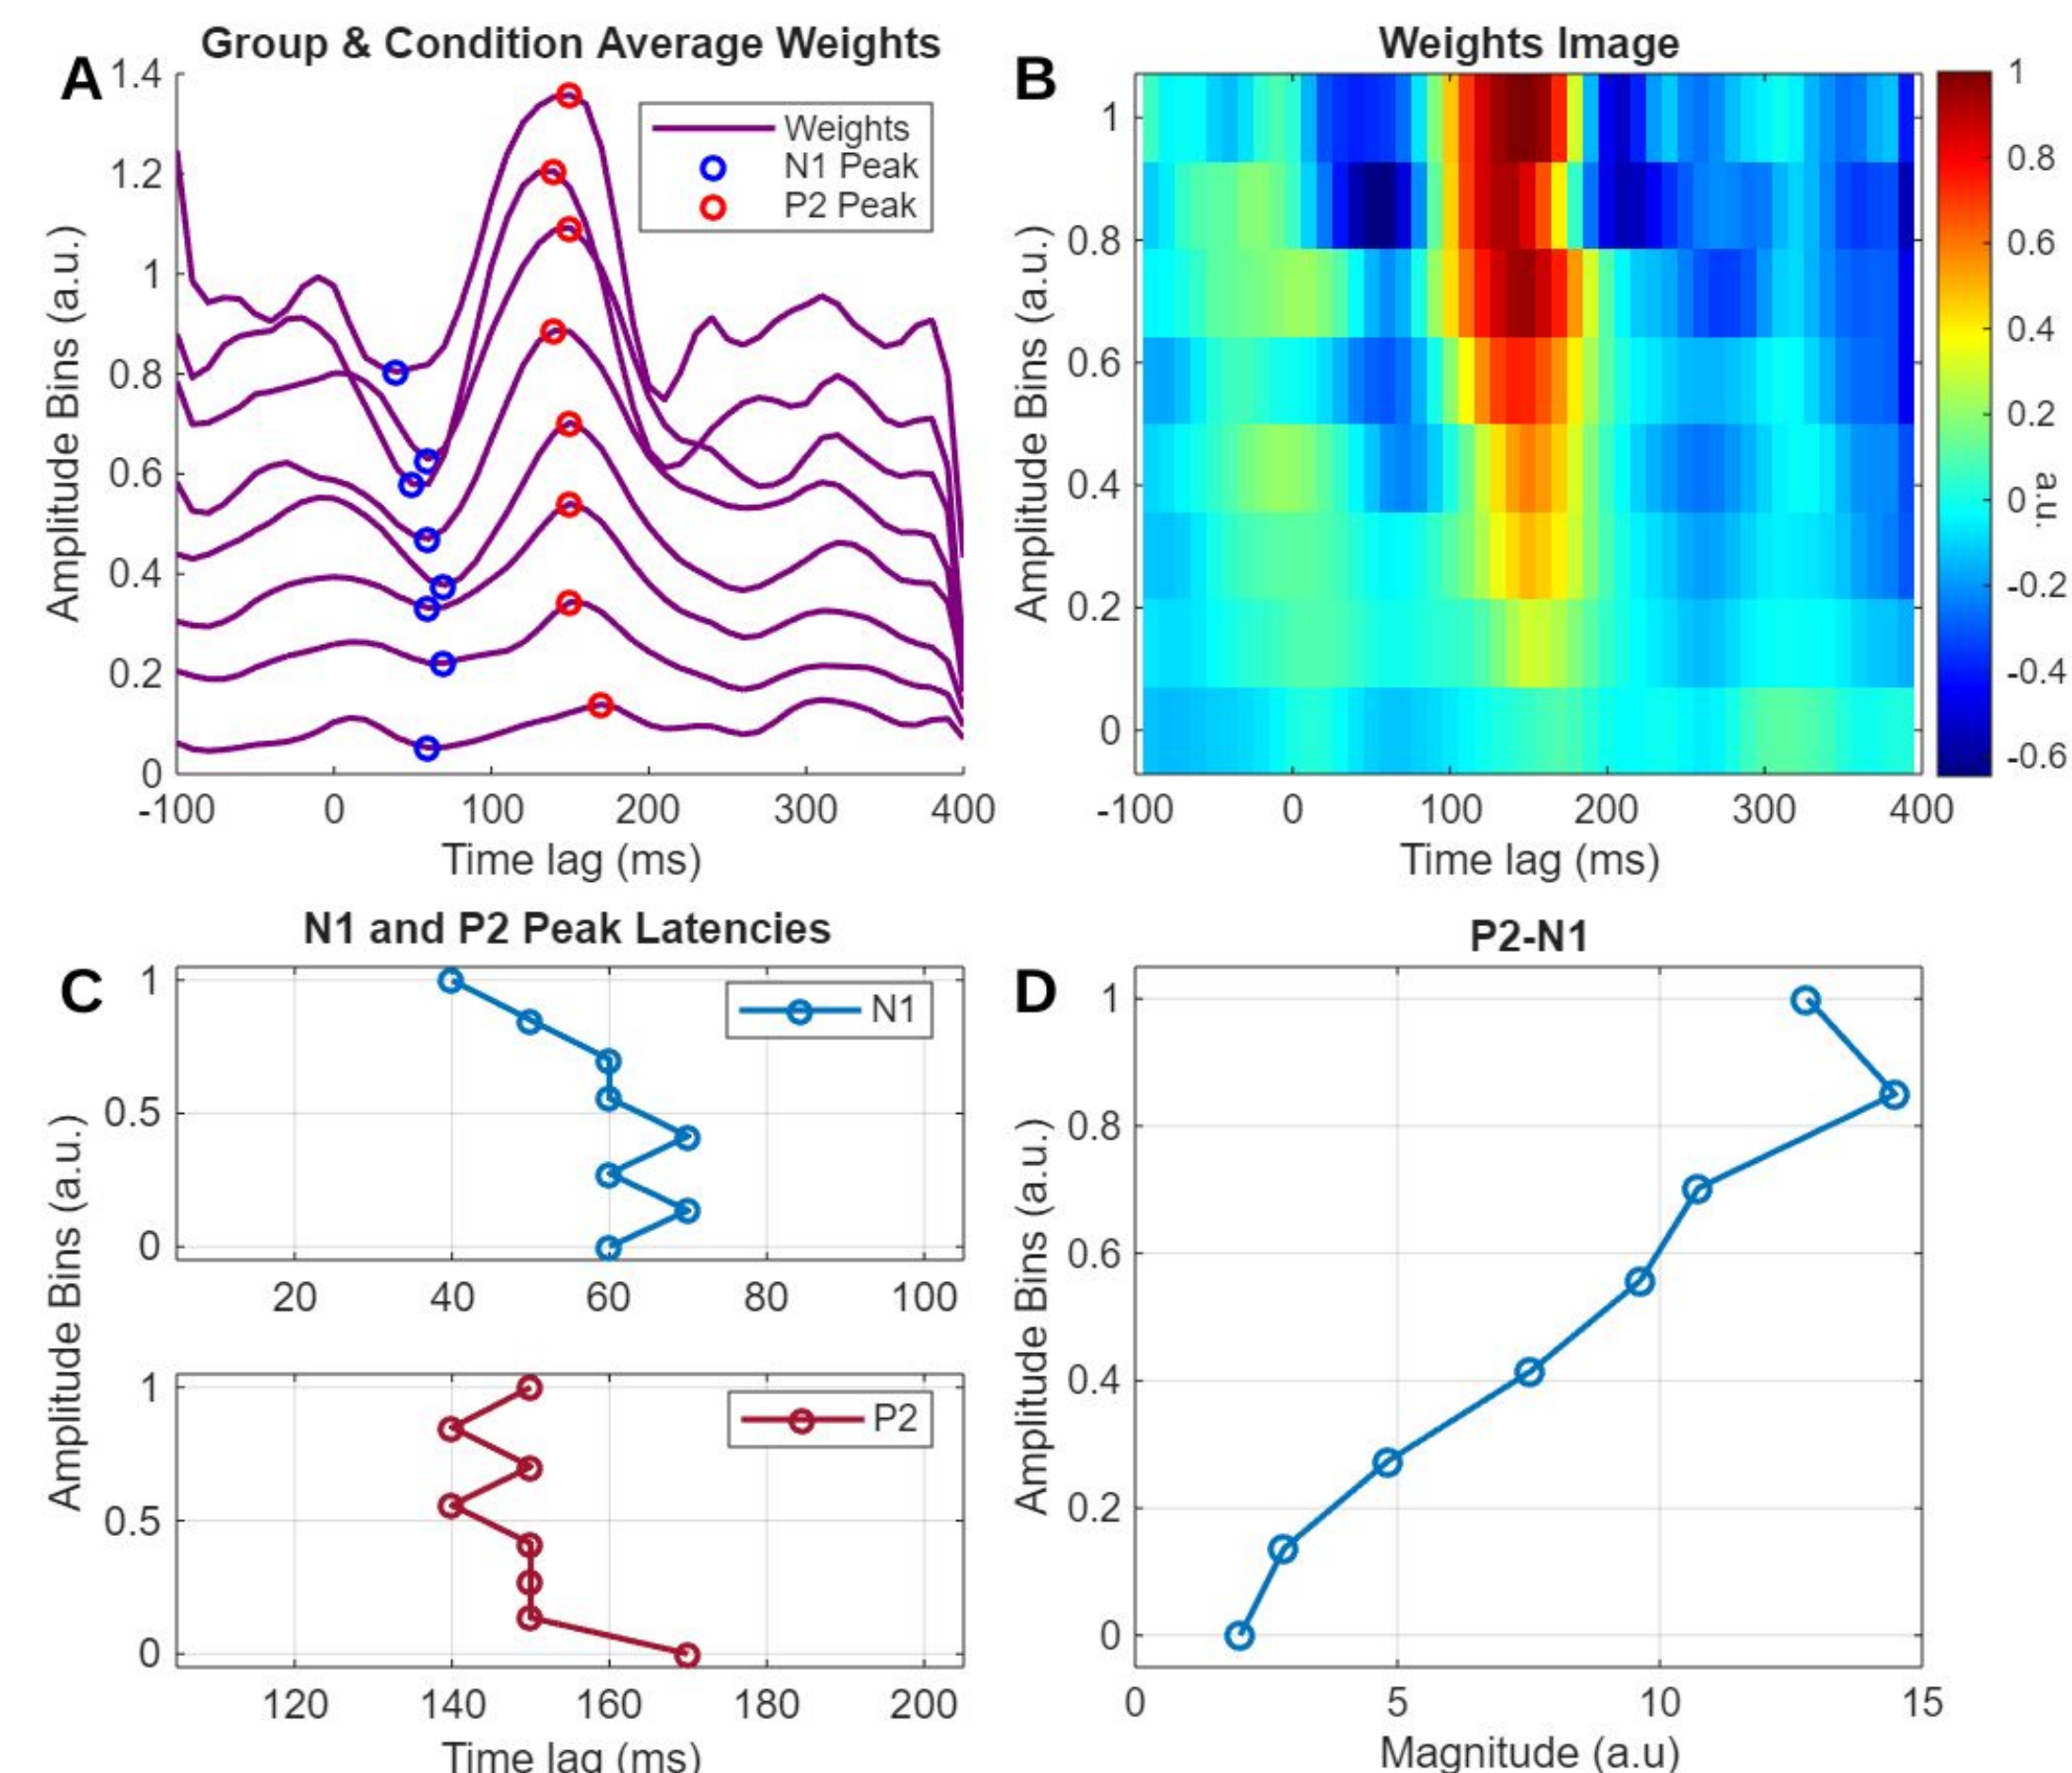 A
Group & Condition Average Weights
1.4
1.2
1
0.8
0.6
0.4
0.2
0
Amplitude Bins (a.u.)
Weights
N1 Peak
P2 Peak
-100 0 100 200 300 400
Time lag (ms)
B
Weights Image
1
0.8
0.6
0.4
0.2
0
Amplitude Bins (a.u.)
-100 0 100 200 300 400
Time lag (ms)
1
0.8
0.6
0.4
0.2
0
-0.2
-0.4
-0.6
a.u.
C
N1 and P2 Peak Latencies
1
0.5
0
N1
20 40 60 80 100
Amplitude Bins (a.u.)
1
0.5
0
P2
120 140 160 180 200
Time lag (ms)
D
P2-N1
1
0.8
0.6
0.4
0.2
0
Amplitude Bins (a.u.)
0 5 10 15
Magnitude (a.u)